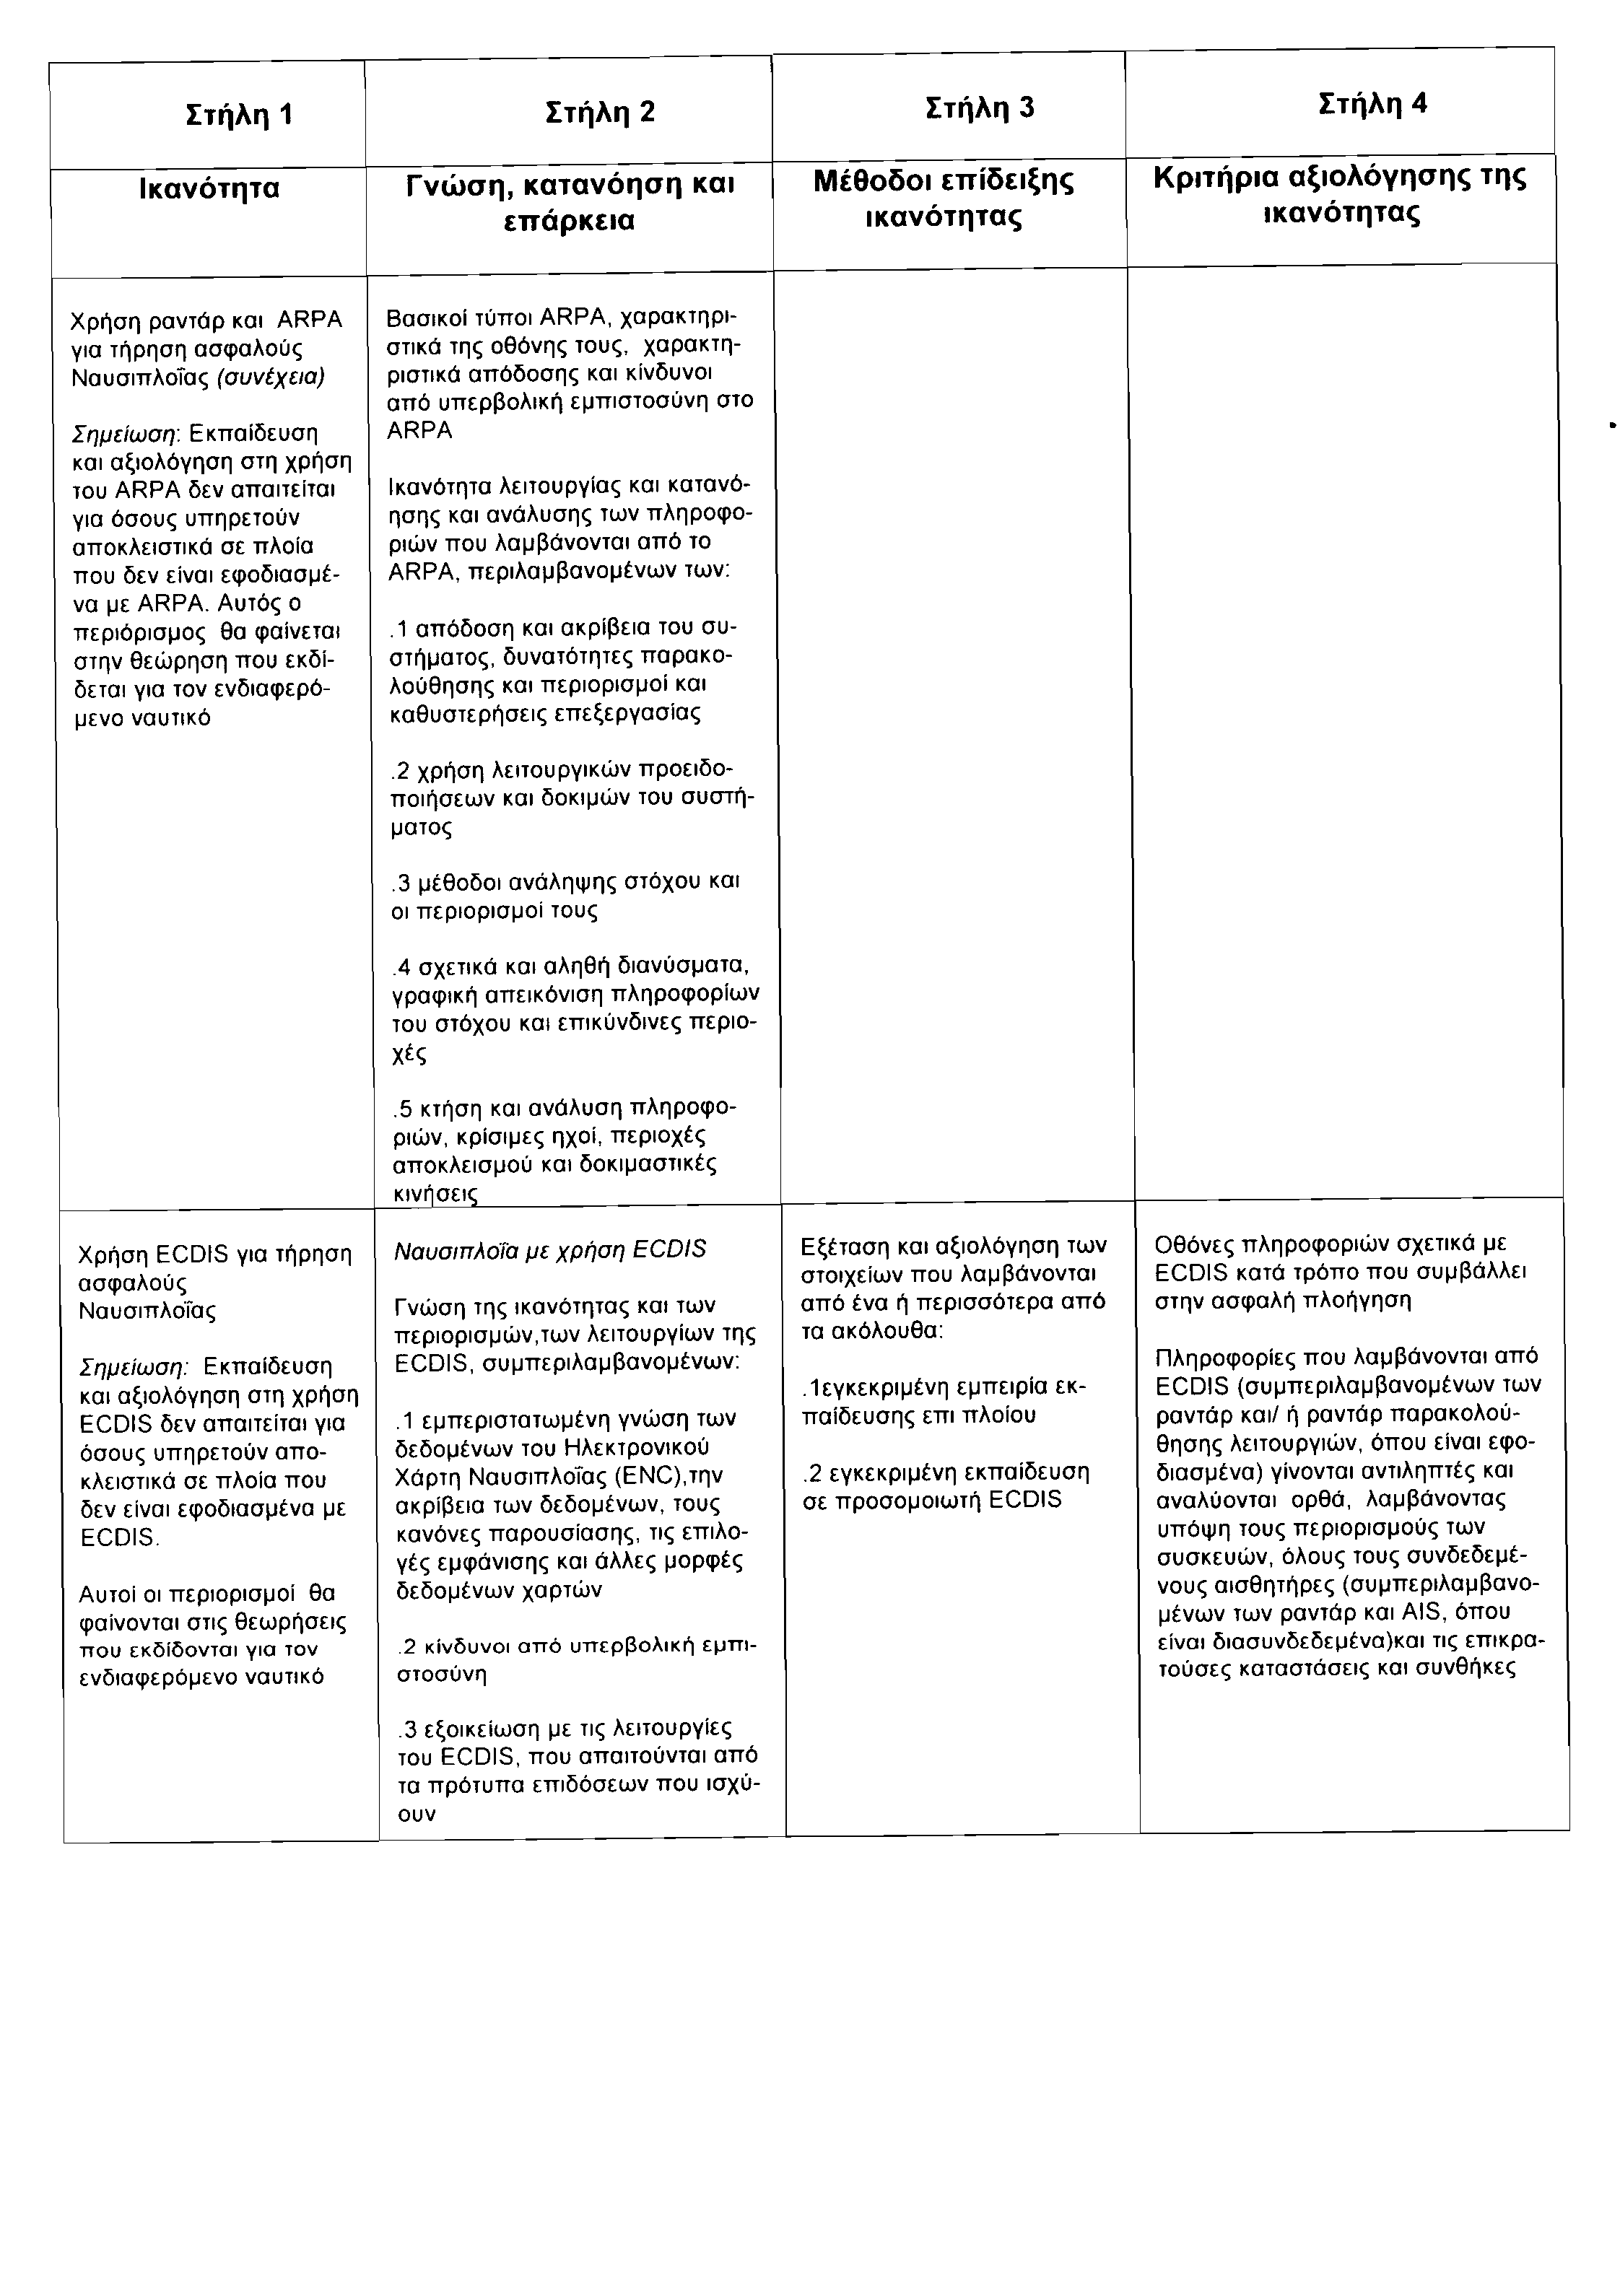 Στήλη 1
Στήλη 2
Στήλη 3
Στήλη 4
Ικανότητα
Γνώση, κατανόηση και
επάρκεια
Μέθοδοι επίδειξης
ικανότητας
Κριτήρια αξιολόγησης της
ικανότητας
Χρήση ραντάρ και ARPA
για τήρηση ασφαλούς
Ναυσιπλοΐας (συνέχεια)
Σημείωση: Εκπαίδευση
και αξιολόγηση στη χρήση
του ARPA δεν απαιτείται
για όσους υπηρετούν
αποκλειστικά σε πλοία
που δεν είναι εφοδιασμέ-
να με ARPA. Αυτός ο
περιόρισμος θα φαίνεται
στην θεώρηση που εκδί-
δεται για τον ενδιαφερό-
μενο ναυτικό
Βασικοί τύποι ARPA, χαρακτηρι-
στικά της οθόνης τους, χαρακτη-
ριστικά απόδοσης και κίνδυνοι
από υπερβολική εμπιστοσύνη στο
ARPA
Ικανότητα λειτουργίας και κατανό-
ησης και ανάλυσης των πληροφο-
ριών που λαμβάνονται από το
ARPA, περιλαμβανομένων των:
.1 απόδοση και ακρίβεια του συ-
στήματος, δυνατότητες παρακο-
λούθησης και περιορισμοί και
καθυστερήσεις επεξεργασίας
.2 χρήση λειτουργικών προειδο-
ποιήσεων και δοκιμών του συστή-
ματος
.3 μέθοδοι ανάληψης στόχου και
οι περιορισμοί τους
.4 σχετικά και αληθή διανύσματα,
γραφική απεικόνιση πληροφορίων
του στόχου και επικύνδινες περιο-
χές
.5 κτήση και ανάλυση πληροφο-
ριών, κρίσιμες ηχοί, περιοχές
αποκλεισμού και δοκιμαστικές
κινήσεις
Χρήση ECDIS για τήρηση
ασφαλούς
Ναυσιπλοΐας
Σημείωση: Εκπαίδευση
και αξιολόγηση στη χρήση
ECDIS δεν απαιτείται για
όσους υπηρετούν απο-
κλειστικά σε πλοία που
δεν είναι εφοδιασμένα με
ECDIS.
Αυτοί οι περιορισμοί θα
φαίνονται στις θεωρήσεις
που εκδίδονται για τον
ενδιαφερόμενο ναυτικό
Ναυσιπλοΐα με χρήση ECDIS
Γνώση της ικανότητας και των
περιορισμών,των λειτουργίων της
ECDIS, συμπεριλαμβανομένων:
.1 εμπεριστατωμένη γνώση των
δεδομένων του Ηλεκτρονικού
Χάρτη Ναυσιπλοΐας (ENC),την
ακρίβεια των δεδομένων, τους
κανόνες παρουσίασης, τις επιλο-
γές εμφάνισης και άλλες μορφές
δεδομένων χαρτών
.2 κίνδυνοι από υπερβολική εμπι-
στοσύνη
.3 εξοικείωση με τις λειτουργίες
του ECDIS, που απαιτούνται από
τα πρότυπα επιδόσεων που ισχύ-
ουν
Εξέταση και αξιολόγηση των
στοιχείων που λαμβάνονται
από ένα ή περισσότερα από
τα ακόλουθα:
.1εγκεκριμένη εμπειρία εκ-
παίδευσης επι πλοίου
.2 εγκεκριμένη εκπαίδευση
σε προσομοιωτή ECDIS
Οθόνες πληροφοριών σχετικά με
ECDIS κατά τρόπο που συμβάλλει
στην ασφαλή πλοήγηση
Πληροφορίες που λαμβάνονται από
ECDIS (συμπεριλαμβανομένων των
ραντάρ και/ ή ραντάρ παρακολού-
θησης λειτουργιών, όπου είναι εφο-
διασμένα) γίνονται αντιληπτές και
αναλύονται ορθά, λαμβάνοντας
υπόψη τους περιορισμούς των
συσκευών, όλους τους συνδεδεμέ-
νους αισθητήρες (συμπεριλαμβανο-
μένων των ραντάρ και AIS, όπου
είναι διασυνδεδεμένα)και τις επικρα-
τούσες καταστάσεις και συνθήκες